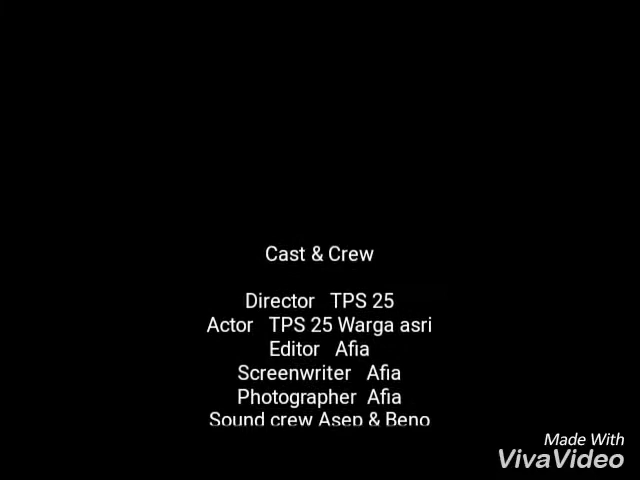 Cast & Crew
Director TPS 25
Actor TPS 25 Warga asri
Editor Afia
Screenwriter Afia
Photographer Afia
Sound crew Asep & Beno
Made With
VivaVideo